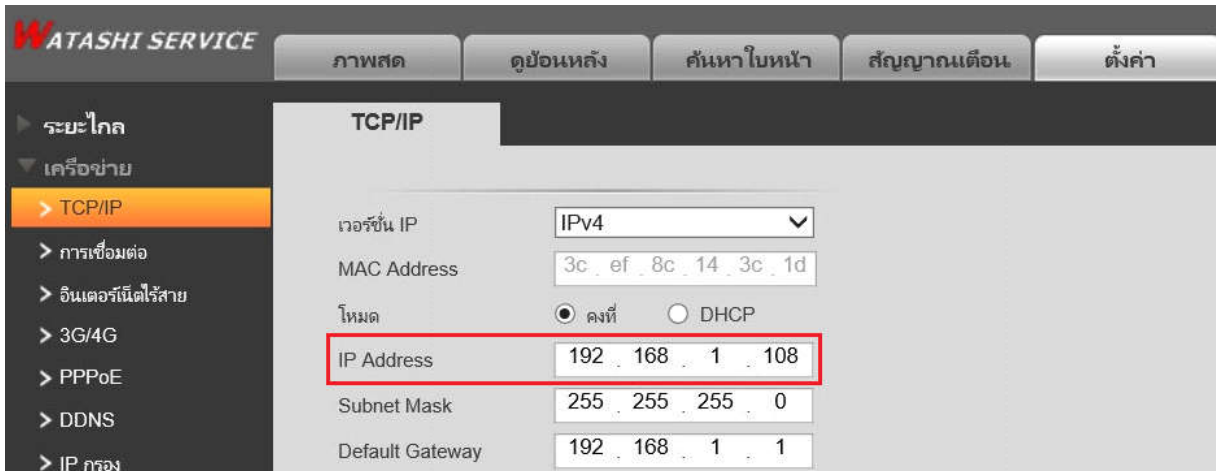 WATASHI SERVICE
ภาพสด ดูย้อนหลัง ค้นหาใบหน้า สัญญาณเตือน ตั้งค่า
ระยะไกล
เครือข่าย
TCP/IP
การเชื่อมต่อ
อินเตอร์เน็ตไร้สาย
3G/4G
PPPoE
DDNS
IP กรอง
TCP/IP
เวอร์ชั่น IP IPv4
MAC Address 3c . ef . 8c . 14 . 3c . 1d
โหมด คงที่ DHCP
IP Address 192 . 168 . 1 . 108
Subnet Mask 255 . 255 . 255 . 0
Default Gateway 192 . 168 . 1 . 1